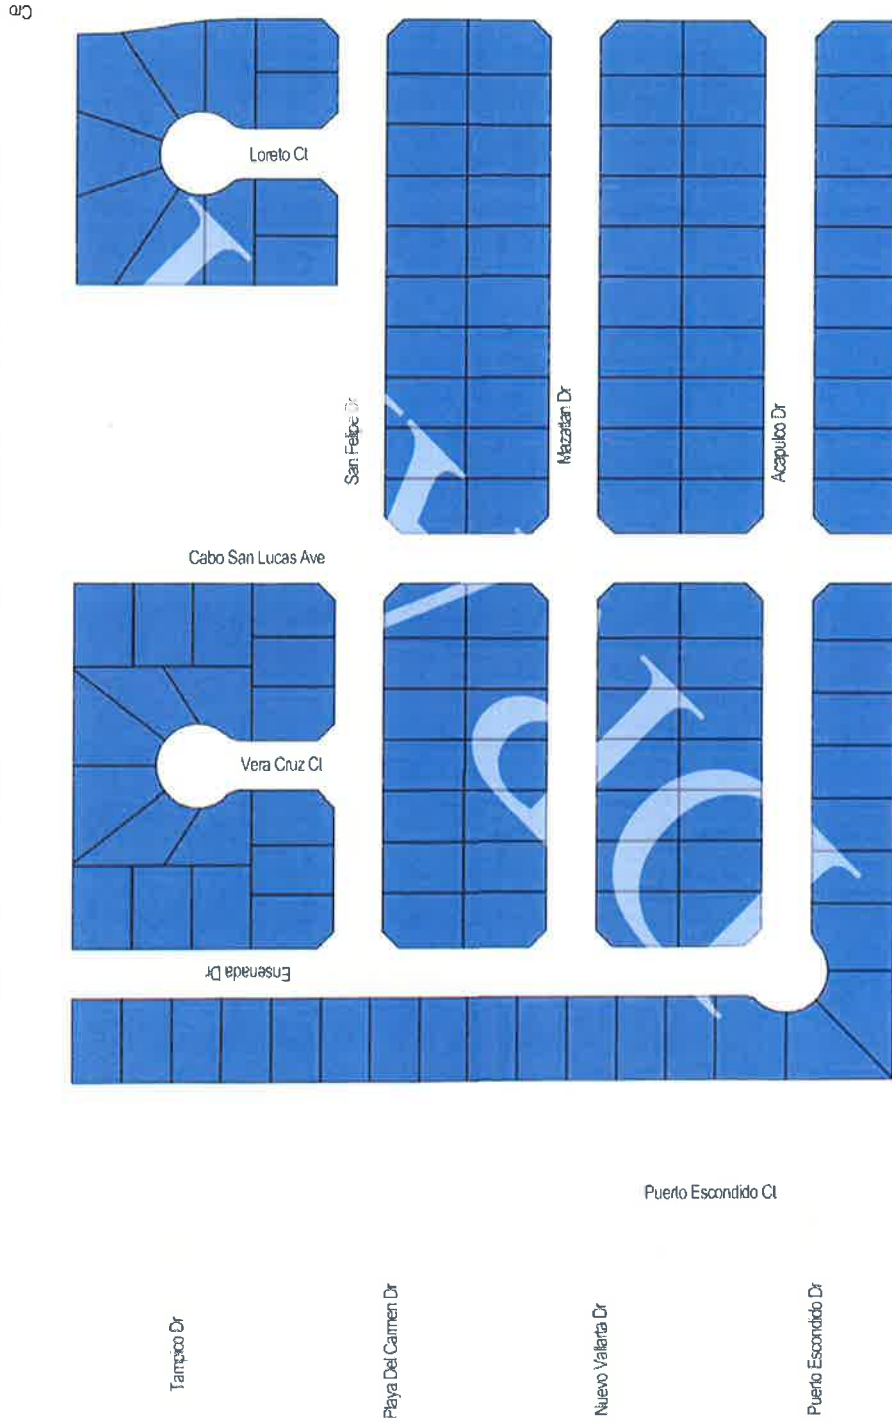 Loreto Ct
San Felipe Dr
Mazatlan Dr
Acapulco Dr
Cabo San Lucas Ave
Vera Cruz Ct
Ensenada Dr
Puerto Escondido Ct
Tampico Dr
Playa Del Carmen Dr
Nuevo Vallarta Dr
Puerto Escondido Dr